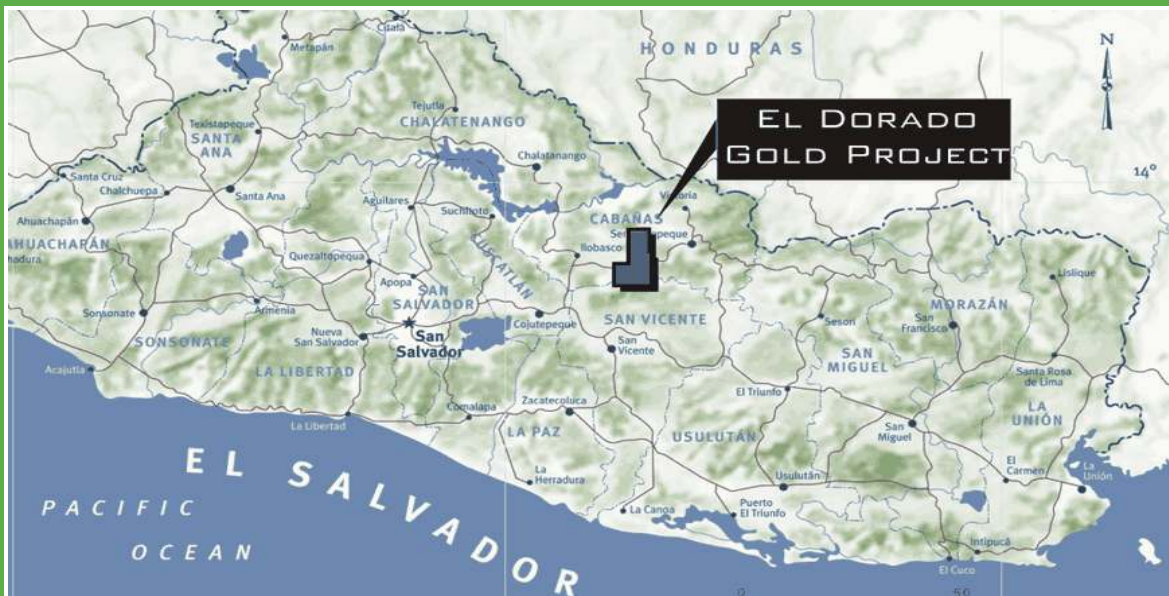 Citalá
Metapán
HONDURAS
N
EL DORADO
GOLD PROJECT
14°
Tejutla
CHALATENANGO
Texistepeque
SANTA
ANA
Chalatanango
Santa Cruz
Chalchuepa
Santa Ana
Victoria
Aguilares
Suchitoto
CABAÑAS
Ahuachapán
AHUACHARÁN
Ilobasco
Quezaltopequa
CUSCATLÁN
Apopa
SAN
SALVADOR
Lislique
MORAZÁN
Sonsonate
Armenia
Nueva
San Salvador
San
Salvador
Cojutepeque
SAN VICENTE
San
Vicente
Sesori
San
Francisco
SONSONATE
SAN
MIGUEL
Acajutla
LA LIBERTAD
Santa Rosa
de Lima
El Triunfo
LA
UNIÓN
Comalapa
Zacatecoluca
La Libertad
LA PAZ
USULUTÁN
San
Miguel
El
Carmen
La
Unión
La
Herradura
Usulután
La Canoa
Puerto
El Triunfo
Intipucá
El Cuco
EL SALVADOR
PACIFIC
OCEAN
0
50